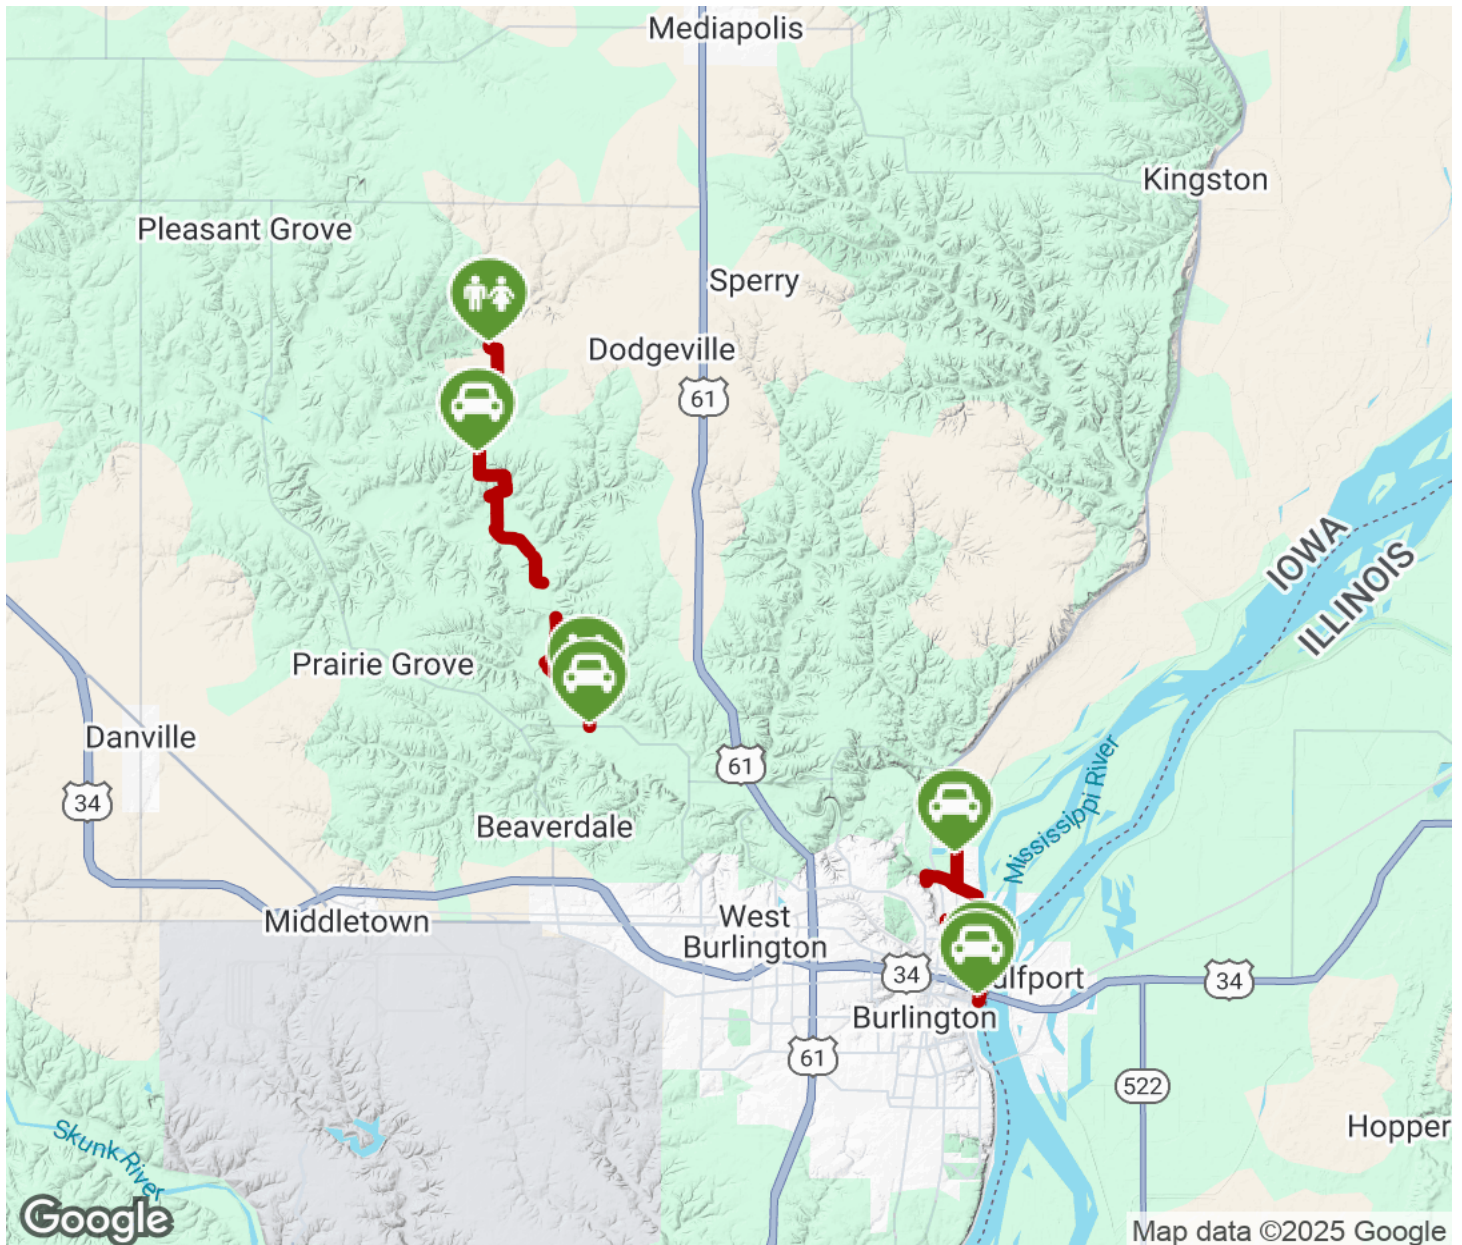 Mediapolis
Kingston
Pleasant Grove
Sperry
Dodgeville
61
IOWA
ILLINOIS
Prairie Grove
Danville
61
Mississippi River
34
Beaverdale
West
Burlington
Middletown
34
ulfport
34
Burlington
61
522
Hopper
Skunk River
Google
Map data ©2025 Google